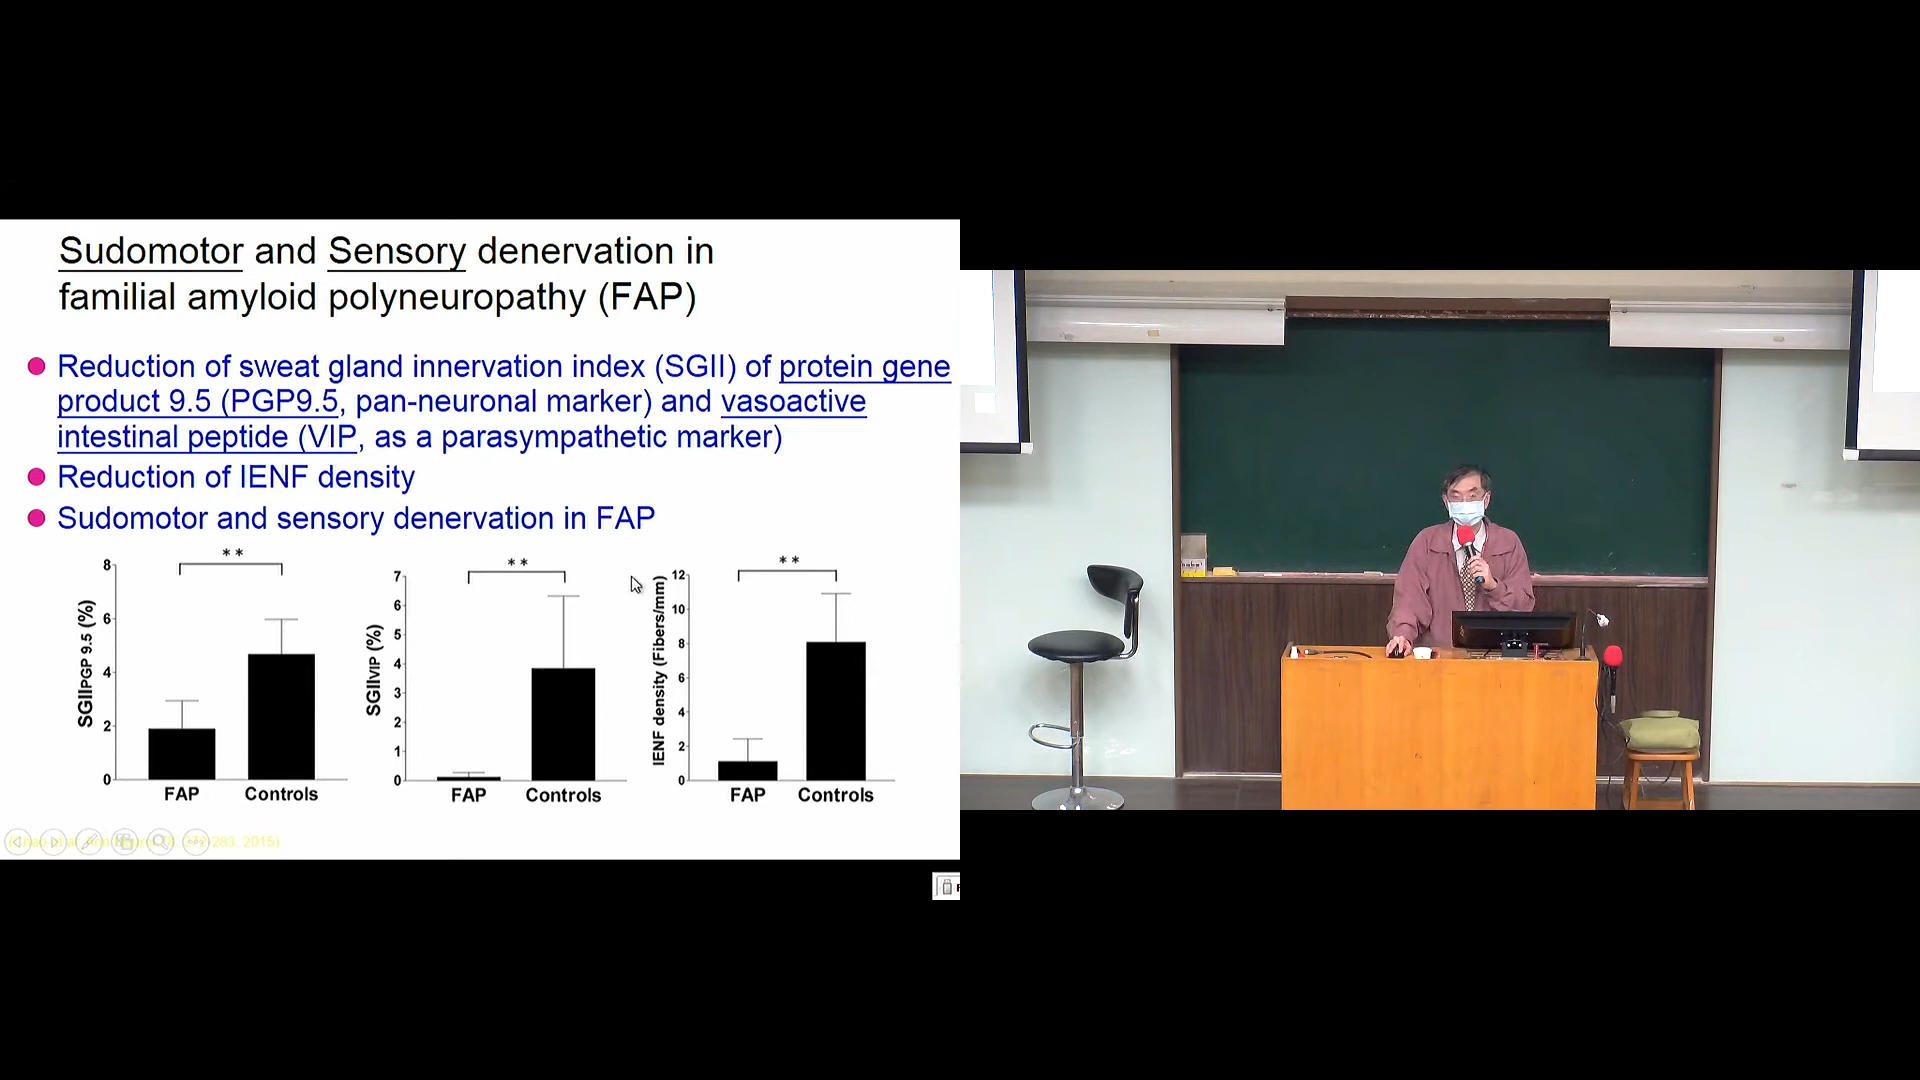 Sudomotor and Sensory denervation in
familial amyloid polyneuropathy (FAP)
Reduction of sweat gland innervation index (SGII) of protein gene
product 9.5 (PGP9.5, pan-neuronal marker) and vasoactive
intestinal peptide (VIP, as a parasympathetic marker)
Reduction of IENF density
Sudomotor and sensory denervation in FAP
**
8
6
4
2
0
SGIIPGP 9.5 (%)
FAP Controls
**
7
6
5
4
3
2
1
0
SGIIVIP (%)
FAP Controls
**
12
10
8
6
4
2
0
IENF density (Fibers/mm)
FAP Controls
283, 2015)